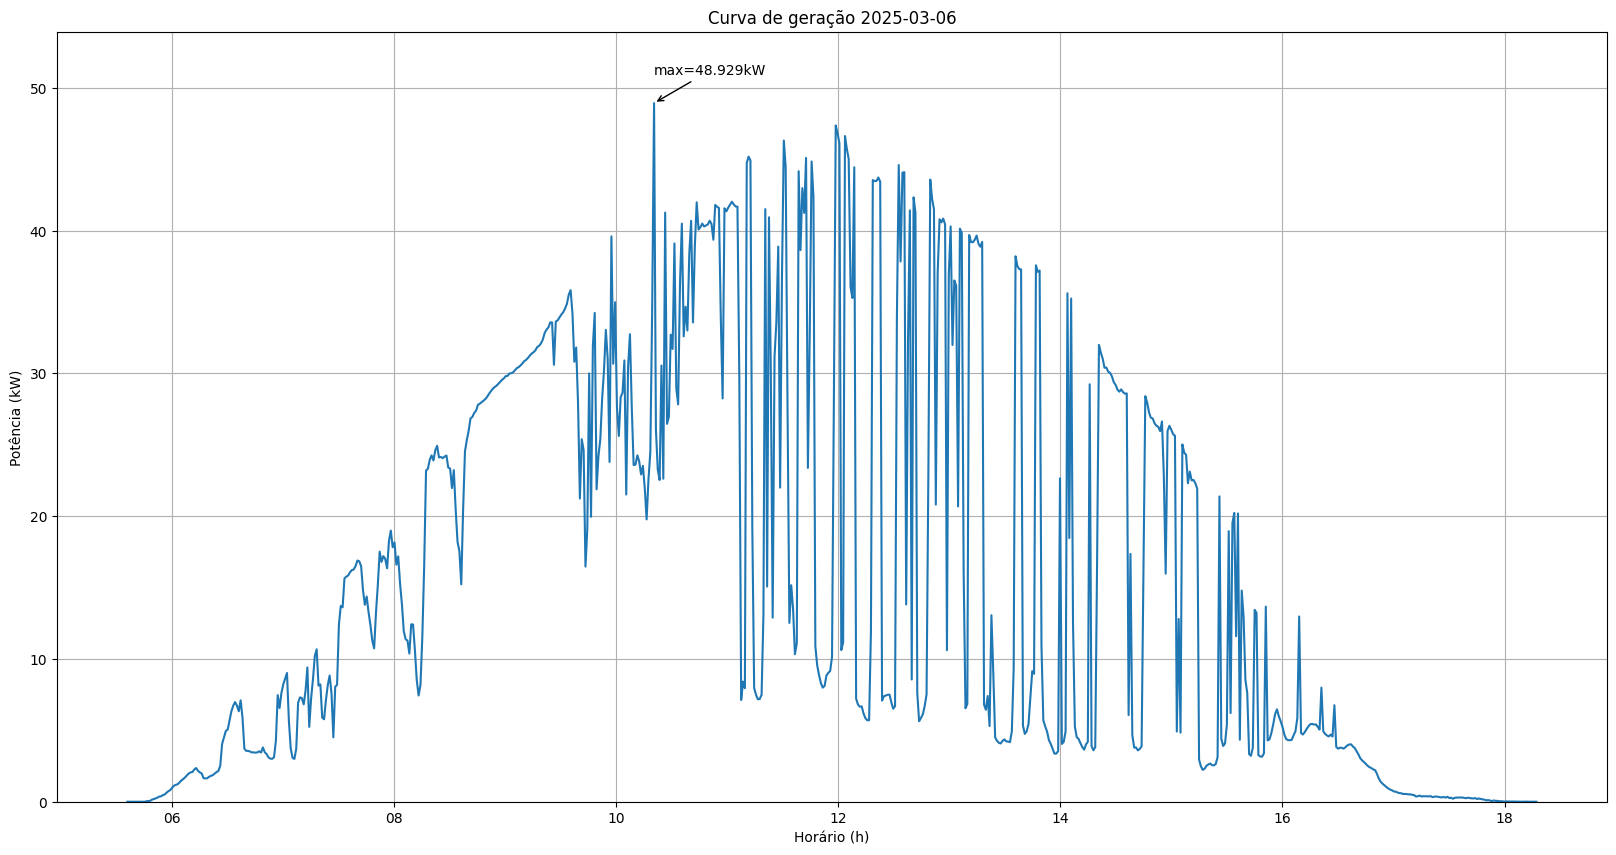 Curva de geração 2025-03-06
max=48.929kW
50
40
30
20
10
0
Potência (kW)
06 08 10 12 14 16 18
Horário (h)